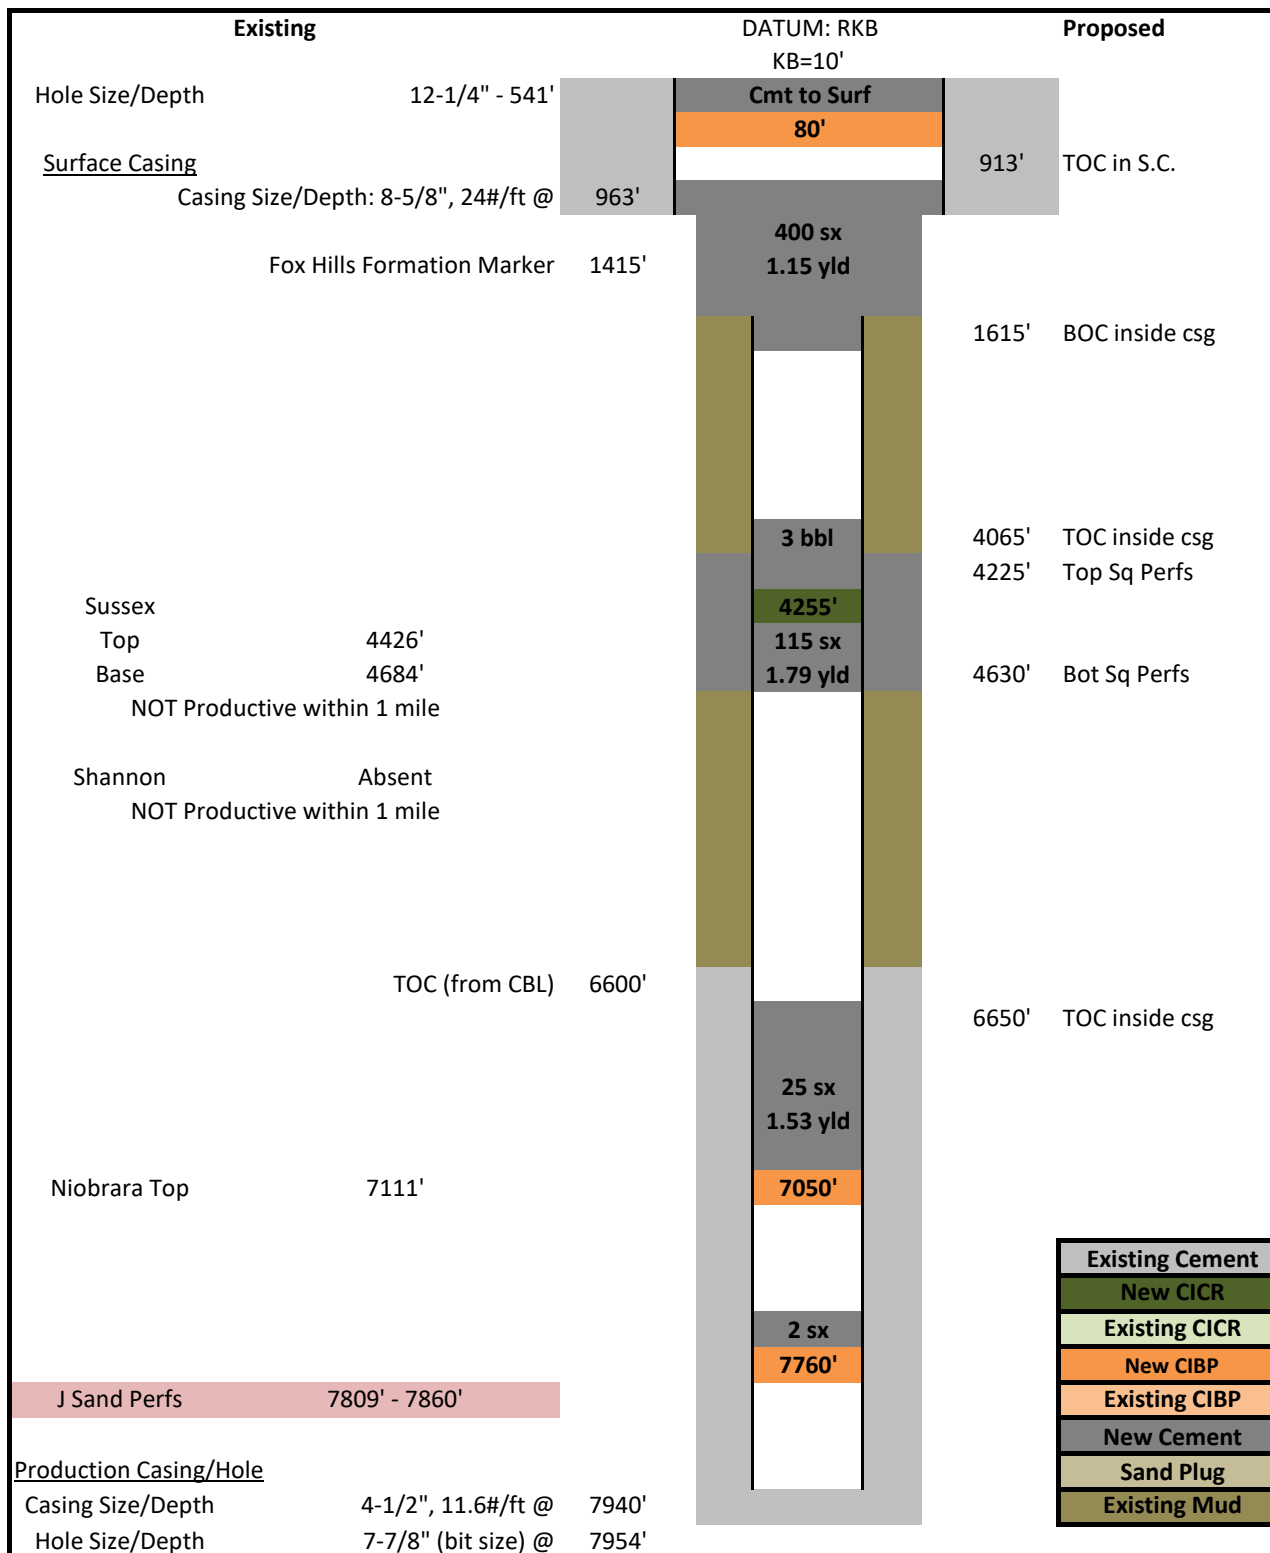 Existing DATUM: RKB Proposed
KB=10'
Hole Size/Depth 12-1/4" - 541' Cmt to Surf
80'
Surface Casing 913' TOC in S.C.
Casing Size/Depth: 8-5/8", 24#/ft @ 963'
400 sx
Fox Hills Formation Marker 1415' 1.15 yld
1615' BOC inside csg
3 bbl 4065' TOC inside csg
4225' Top Sq Perfs
Sussex 4255'
Top 4426' 115 sx
Base 4684' 1.79 yld 4630' Bot Sq Perfs
NOT Productive within 1 mile
Shannon Absent
NOT Productive within 1 mile
TOC (from CBL) 6600'
6650' TOC inside csg
25 sx
1.53 yld
Niobrara Top 7111' 7050'
Existing Cement
New CICR
2 sx Existing CICR
7760' New CIBP
J Sand Perfs 7809' - 7860' Existing CIBP
New Cement
Production Casing/Hole Sand Plug
Casing Size/Depth 4-1/2", 11.6#/ft @ 7940' Existing Mud
Hole Size/Depth 7-7/8" (bit size) @ 7954'